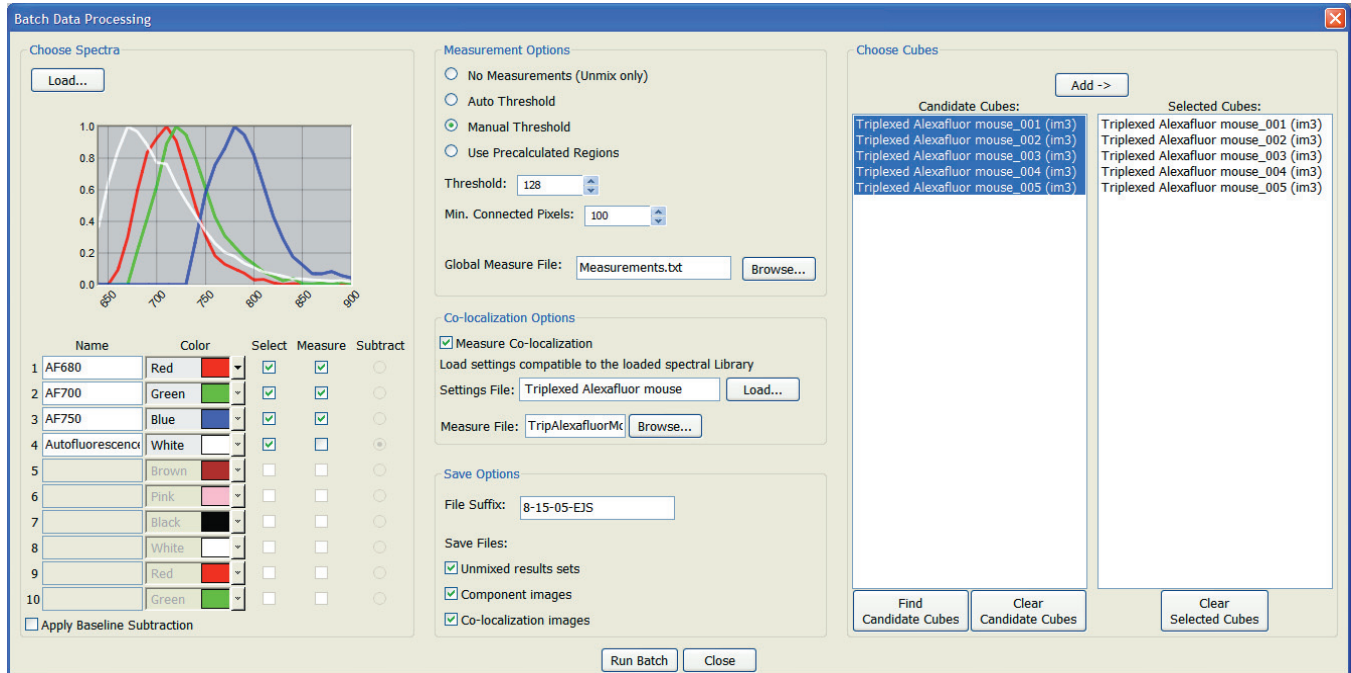 Batch Data Processing
Choose Spectra
Load...
1.0
0.8
0.6
0.4
0.2
0.0
650 700 750 800 850 900
Name Color Select Measure Subtract
1 AF680 Red
2 AF700 Green
3 AF750 Blue
4 Autofluorescence White
5 Brown
6 Pink
7 Black
8 White
9 Red
10 Green
Apply Baseline Subtraction
Measurement Options
No Measurements (Unmix only)
Auto Threshold
Manual Threshold
Use Precalculated Regions
Threshold: 128
Min. Connected Pixels: 100
Global Measure File: Measurements.txt Browse...
Co-localization Options
Measure Co-localization
Load settings compatible to the loaded spectral Library
Settings File: Triplexed Alexafluor mouse Load...
Measure File: TripAlexafluorMo Browse...
Save Options
File Suffix: 8-15-05-EJS
Save Files:
Unmixed results sets
Component images
Co-localization images
Run Batch Close
Choose Cubes
Add ->
Candidate Cubes:
Triplexed Alexafluor mouse_001 (im3)
Triplexed Alexafluor mouse_002 (im3)
Triplexed Alexafluor mouse_003 (im3)
Triplexed Alexafluor mouse_004 (im3)
Triplexed Alexafluor mouse_005 (im3)
Find
Candidate Cubes
Clear
Candidate Cubes
Selected Cubes:
Triplexed Alexafluor mouse_001 (im3)
Triplexed Alexafluor mouse_002 (im3)
Triplexed Alexafluor mouse_003 (im3)
Triplexed Alexafluor mouse_004 (im3)
Triplexed Alexafluor mouse_005 (im3)
Clear
Selected Cubes